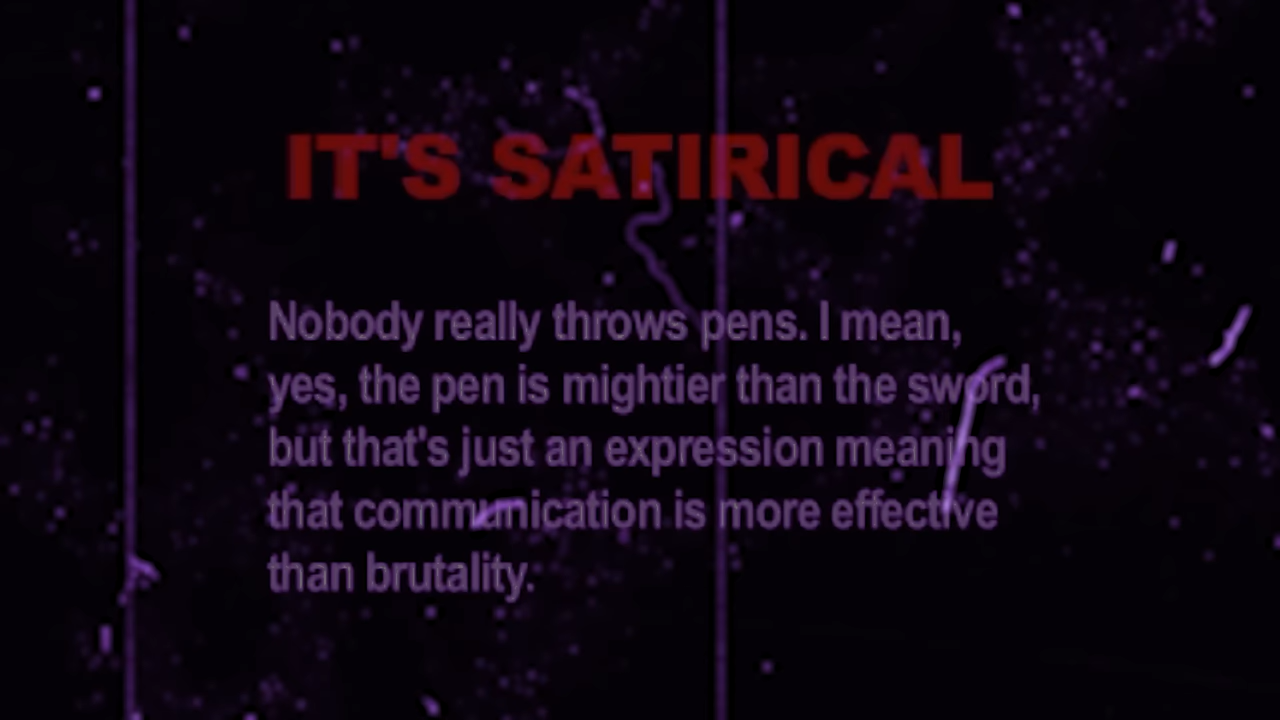 IT'S SATIRICAL
Nobody really throws pens. I mean,
yes, the pen is mightier than the sword,
but that's just an expression meaning
that communication is more effective
than brutality.